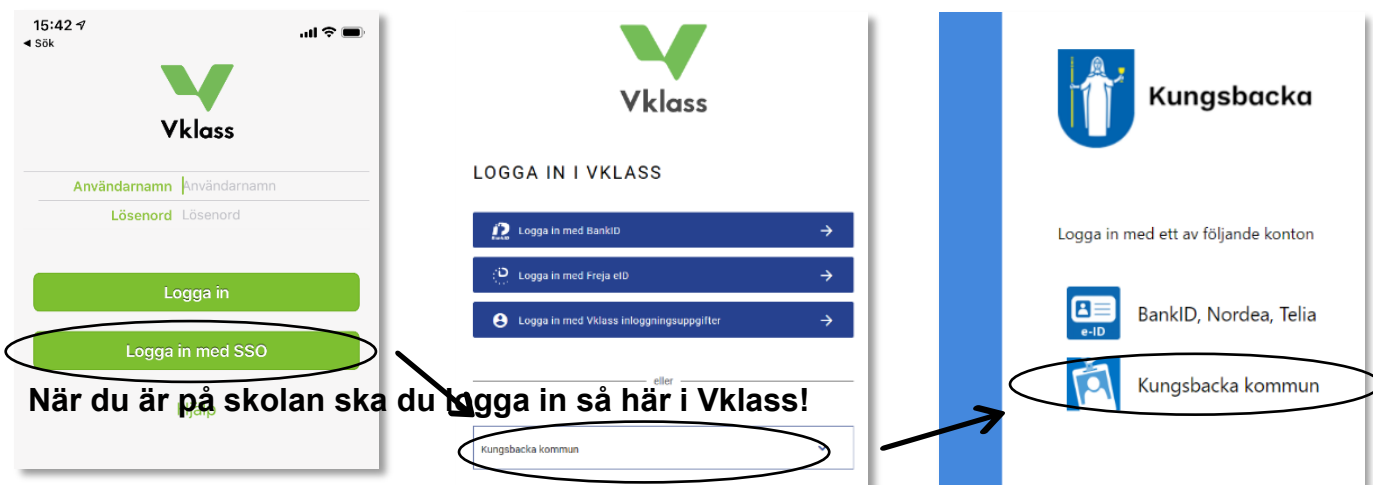 15:42
Sök
Vklass
Användarnamn Användarnamn
Lösenord Lösenord
Logga in
Logga in med SSO
Hjälp
Vklass
LOGGA IN I VKLASS
BankID
Logga in med BankID
Logga in med Freja eID
Logga in med Vklass inloggningsuppgifter
eller
Kungsbacka kommun
Kungsbacka
Logga in med ett av följande konton
e-ID
BankID, Nordea, Telia
Kungsbacka kommun
När du är på skolan ska du logga in så här i Vklass!